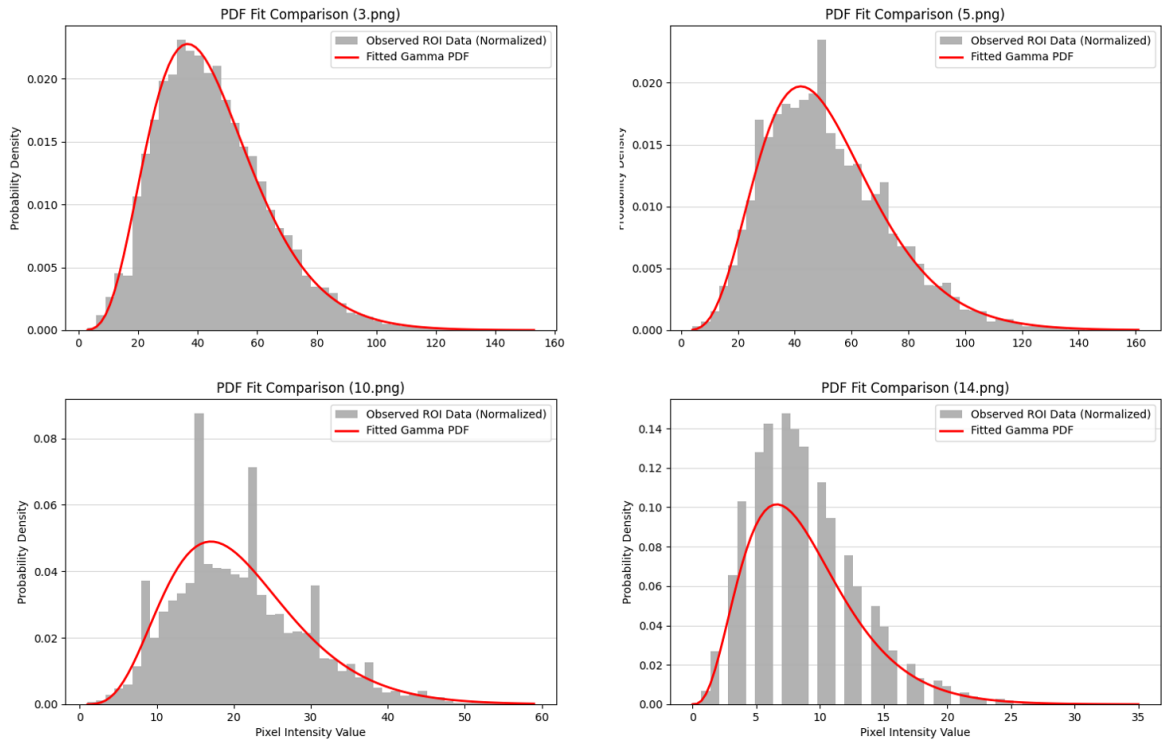 PDF Fit Comparison (3.png)
Observed ROI Data (Normalized)
Fitted Gamma PDF
Probability Density
0.020
0.015
0.010
0.005
0.000
0 20 40 60 80 100 120 140 160
PDF Fit Comparison (5.png)
Observed ROI Data (Normalized)
Fitted Gamma PDF
Probability Density
0.020
0.015
0.010
0.005
0.000
0 20 40 60 80 100 120 140 160
PDF Fit Comparison (10.png)
Observed ROI Data (Normalized)
Fitted Gamma PDF
Probability Density
0.08
0.06
0.04
0.02
0.00
0 10 20 30 40 50 60
Pixel Intensity Value
PDF Fit Comparison (14.png)
Observed ROI Data (Normalized)
Fitted Gamma PDF
Probability Density
0.14
0.12
0.10
0.08
0.06
0.04
0.02
0.00
0 5 10 15 20 25 30 35
Pixel Intensity Value